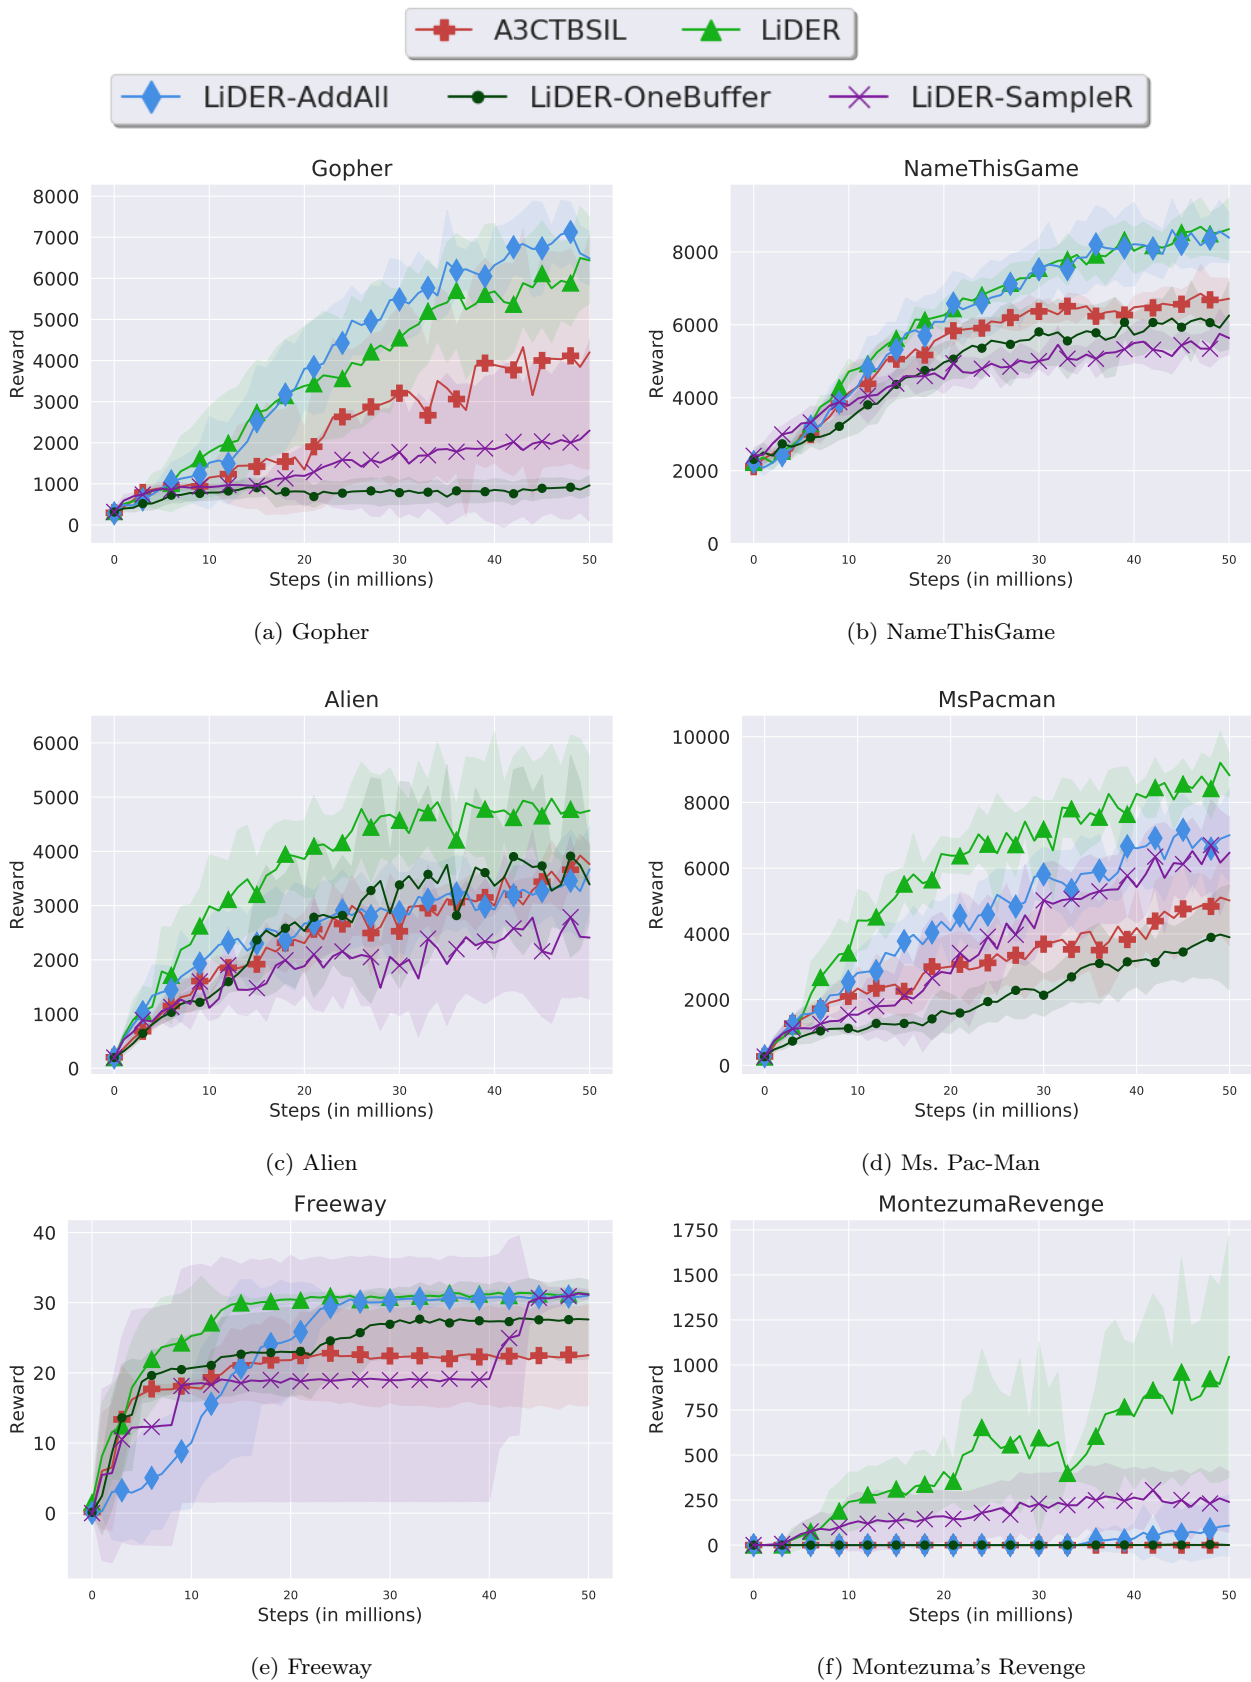 A3CTBSIL LiDER
LiDER-AddAll LiDER-OneBuffer LiDER-SampleR
Gopher
8000
7000
6000
5000
4000
3000
2000
1000
0
Reward
0 10 20 30 40 50
Steps (in millions)
(a) Gopher
NameThisGame
8000
6000
4000
2000
0
Reward
0 10 20 30 40 50
Steps (in millions)
(b) NameThisGame
Alien
6000
5000
4000
3000
2000
1000
0
Reward
0 10 20 30 40 50
Steps (in millions)
(c) Alien
MsPacman
10000
8000
6000
4000
2000
0
Reward
0 10 20 30 40 50
Steps (in millions)
(d) Ms. Pac-Man
Freeway
40
30
20
10
0
Reward
0 10 20 30 40 50
Steps (in millions)
(e) Freeway
MontezumaRevenge
1750
1500
1250
1000
750
500
250
0
Reward
0 10 20 30 40 50
Steps (in millions)
(f) Montezuma's Revenge